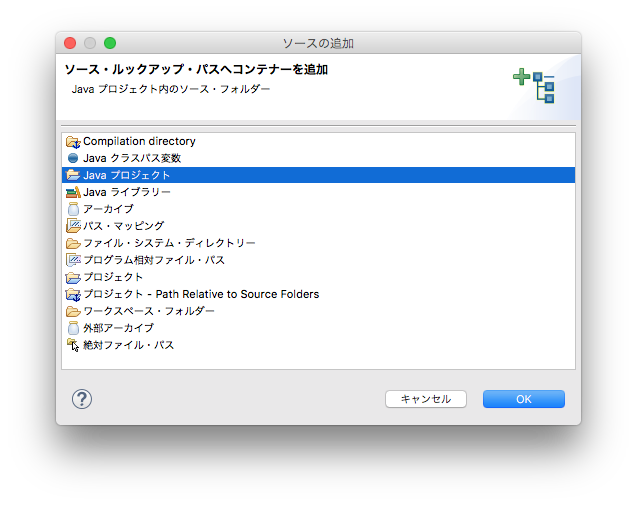 ソースの追加
ソース・ルックアップ・パスへコンテナーを追加
Java プロジェクト内のソース・フォルダー
Compilation directory
Java クラスパス変数
Java プロジェクト
Java ライブラリー
アーカイブ
パス・マッピング
ファイル・システム・ディレクトリー
プログラム相対ファイル・パス
プロジェクト
プロジェクト - Path Relative to Source Folders
ワークスペース・フォルダー
外部アーカイブ
絶対ファイル・パス
?
キャンセル
OK